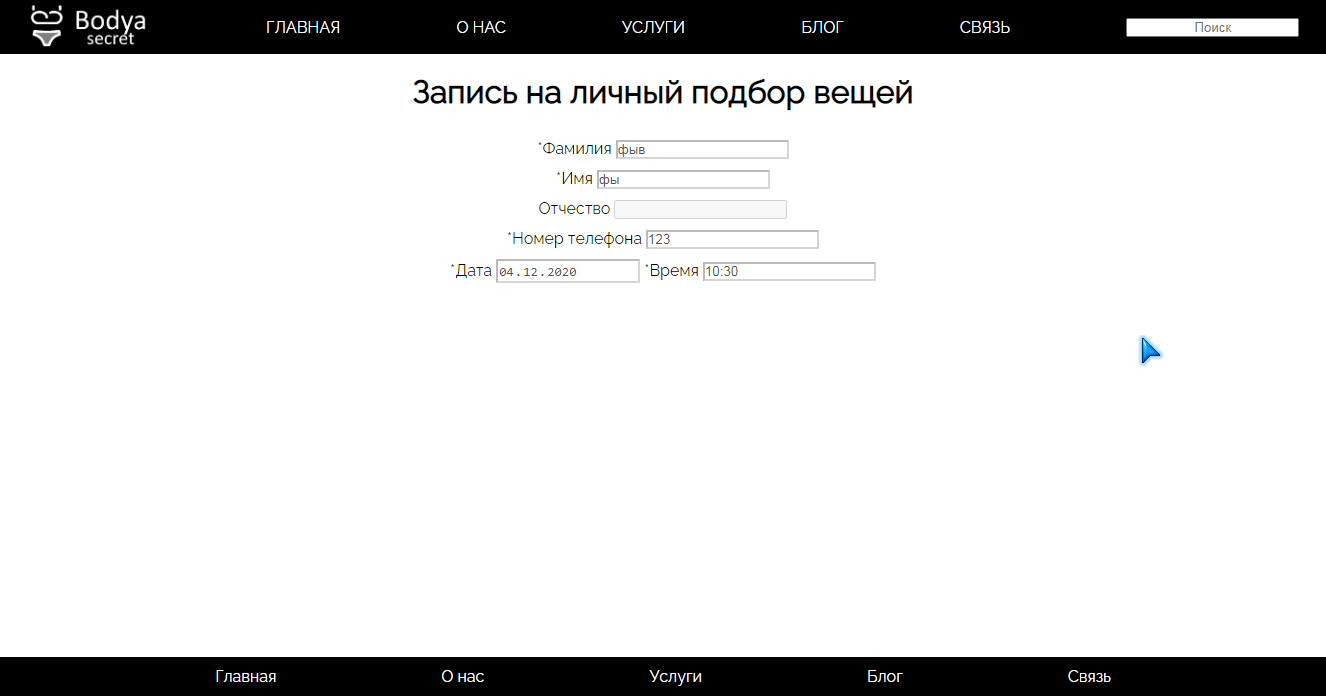 Bodya
secret
ГЛАВНАЯ О НАС УСЛУГИ БЛОГ СВЯЗЬ Поиск
Запись на личный подбор вещей
*Фамилия фыв
*Имя фы
Отчество
*Номер телефона 123
*Дата 04.12.2020 *Время 10:30
Главная О нас Услуги Блог Связь